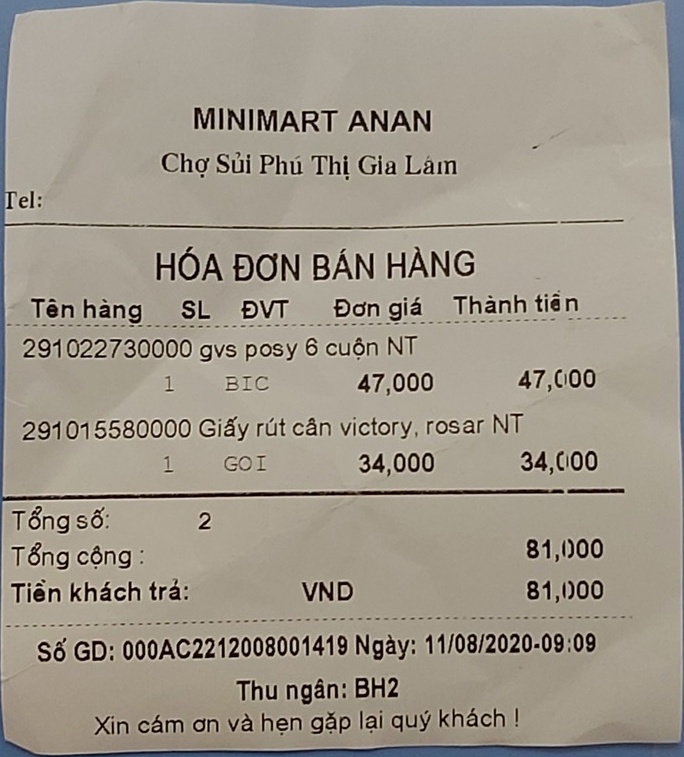 MINIMART ANAN
Chợ Sủi Phú Thị Gia Lâm
Tel:
HÓA ĐƠN BÁN HÀNG
Tên hàng SL ĐVT Đơn giá Thành tiền
291022730000 gvs posy 6 cuộn NT
1 BIC 47,000 47,000
291015580000 Giấy rút cân victory, rosar NT
1 GOI 34,000 34,000
Tổng số: 2
Tổng cộng : 81,000
Tiền khách trả: VND 81,000
Số GD: 000AC2212008001419 Ngày: 11/08/2020-09:09
Thu ngân: BH2
Xin cám ơn và hẹn gặp lại quý khách !